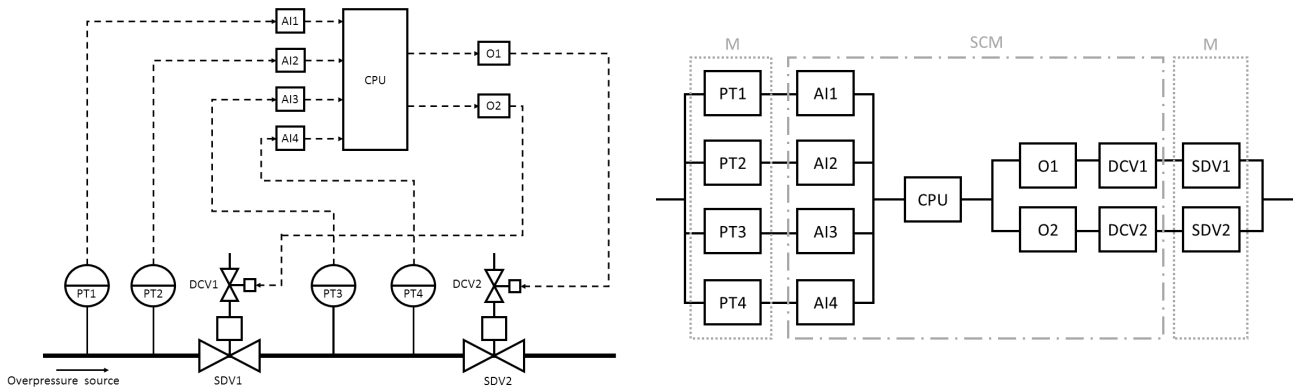 AI1
AI2
AI3
AI4
CPU
O1
O2
PT1
PT2
DCV1
PT3
PT4
DCV2
SDV1
SDV2
Overpressure source
M
SCM
M
PT1
AI1
PT2
AI2
PT3
AI3
PT4
AI4
CPU
O1
DCV1
SDV1
O2
DCV2
SDV2